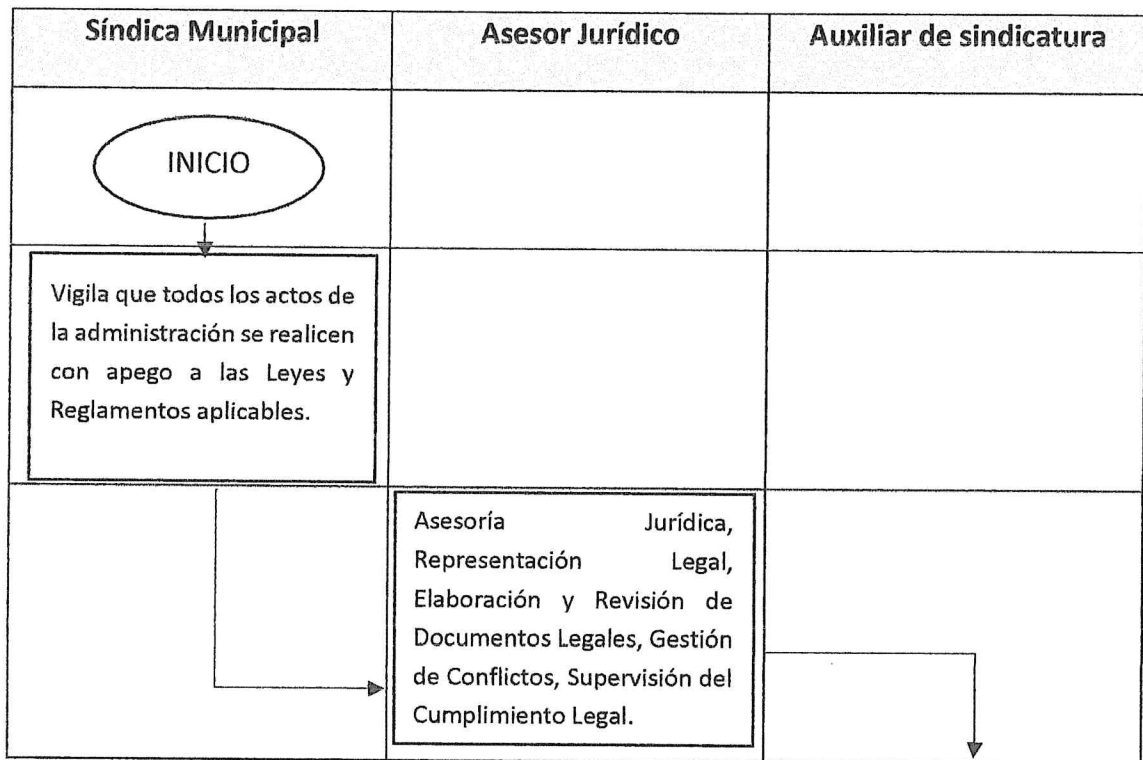 Síndica Municipal
Asesor Jurídico
Auxiliar de sindicatura
INICIO
Vigila que todos los actos de
la administración se realicen
con apego a las Leyes y
Reglamentos aplicables.
Asesoría Jurídica,
Representación Legal,
Elaboración y Revisión de
Documentos Legales, Gestión
de Conflictos, Supervisión del
Cumplimiento Legal.